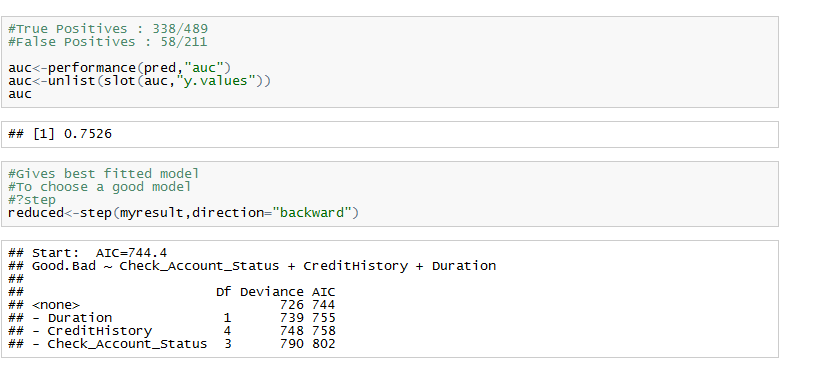 #True Positives : 338/489
#False Positives : 58/211
auc<-performance(pred,"auc")
auc<-unlist(slot(auc,"y.values"))
auc
## [1] 0.7526
#Gives best fitted model
#To choose a good model
#?step
reduced<-step(myresult,direction="backward")
## Start:  AIC=744.4
## Good.Bad ~ Check_Account_Status + CreditHistory + Duration
##
##                        Df Deviance AIC
## <none>                         726 744
## - Duration              1      739 755
## - CreditHistory         4      748 758
## - Check_Account_Status  3      790 802